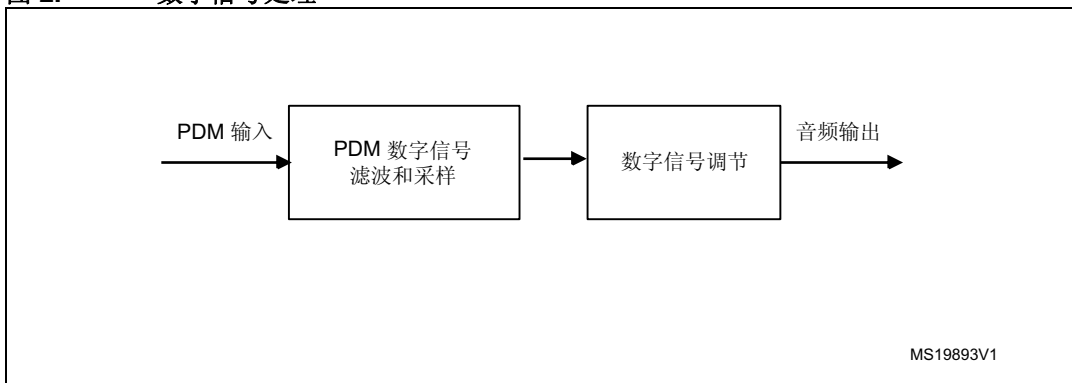 PDM 输入
PDM 数字信号
滤波和采样
数字信号调节
音频输出
MS19893V1